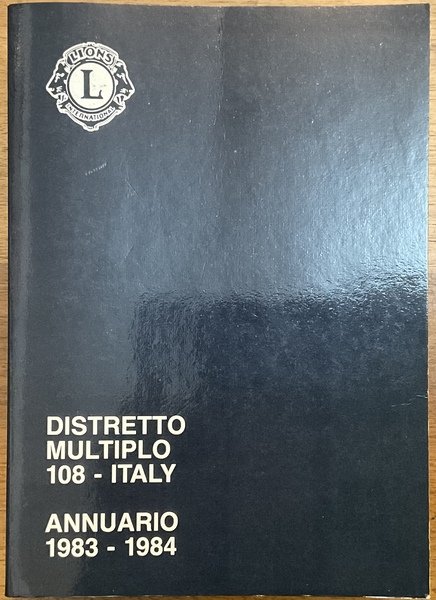 LIONS
L
INTERNATIONAL
DISTRETTO
MULTIPLO
108 - ITALY
ANNUARIO
1983 - 1984